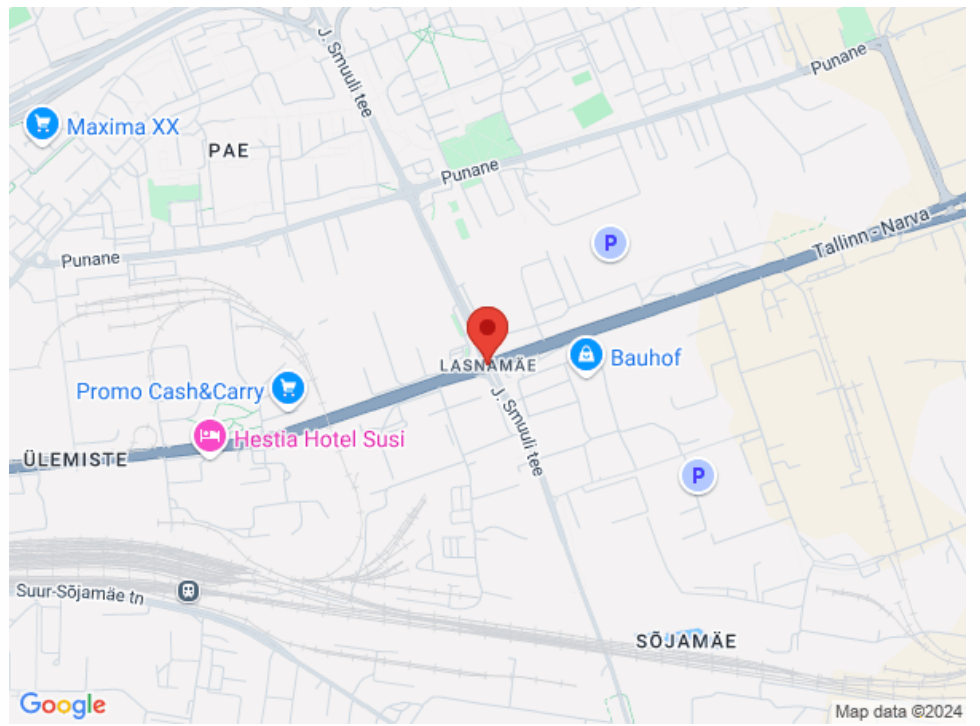 J. Smuuli tee
Punane
Maxima XX
PAE
Punane
Tallinn - Narva
P
Punane
LASNAMÄE
Bauhof
Promo Cash&Carry
J. Smuuli tee
Hestia Hotel Susi
ÜLEMISTE
P
Suur-Sõjamäe tn
SÕJAMÄE
Google
Map data ©2024